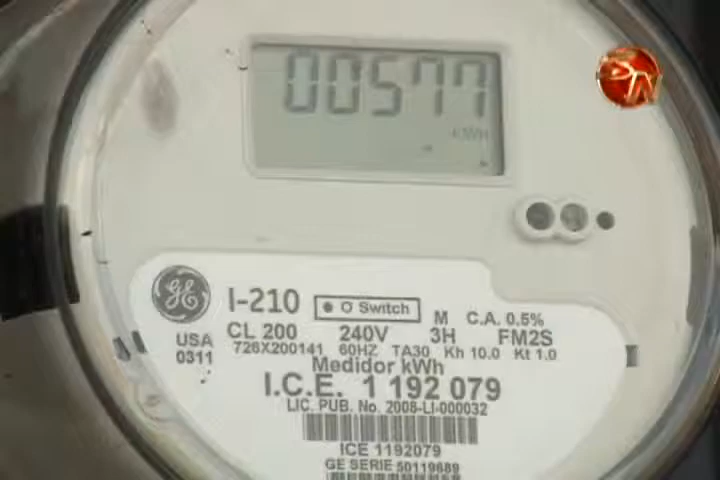 00577
kWH
GE
I-210
Switch
M C.A. 0.5%
USA
0311
CL 200 240V 3H FM2S
726X200141 60HZ TA30 Kh 10.0 Kt 1.0
Medidor kWh
I.C.E. 1 192 079
LIC. PUB. No. 2008-LI-000032
ICE 1192079
GE SERIE 50119689